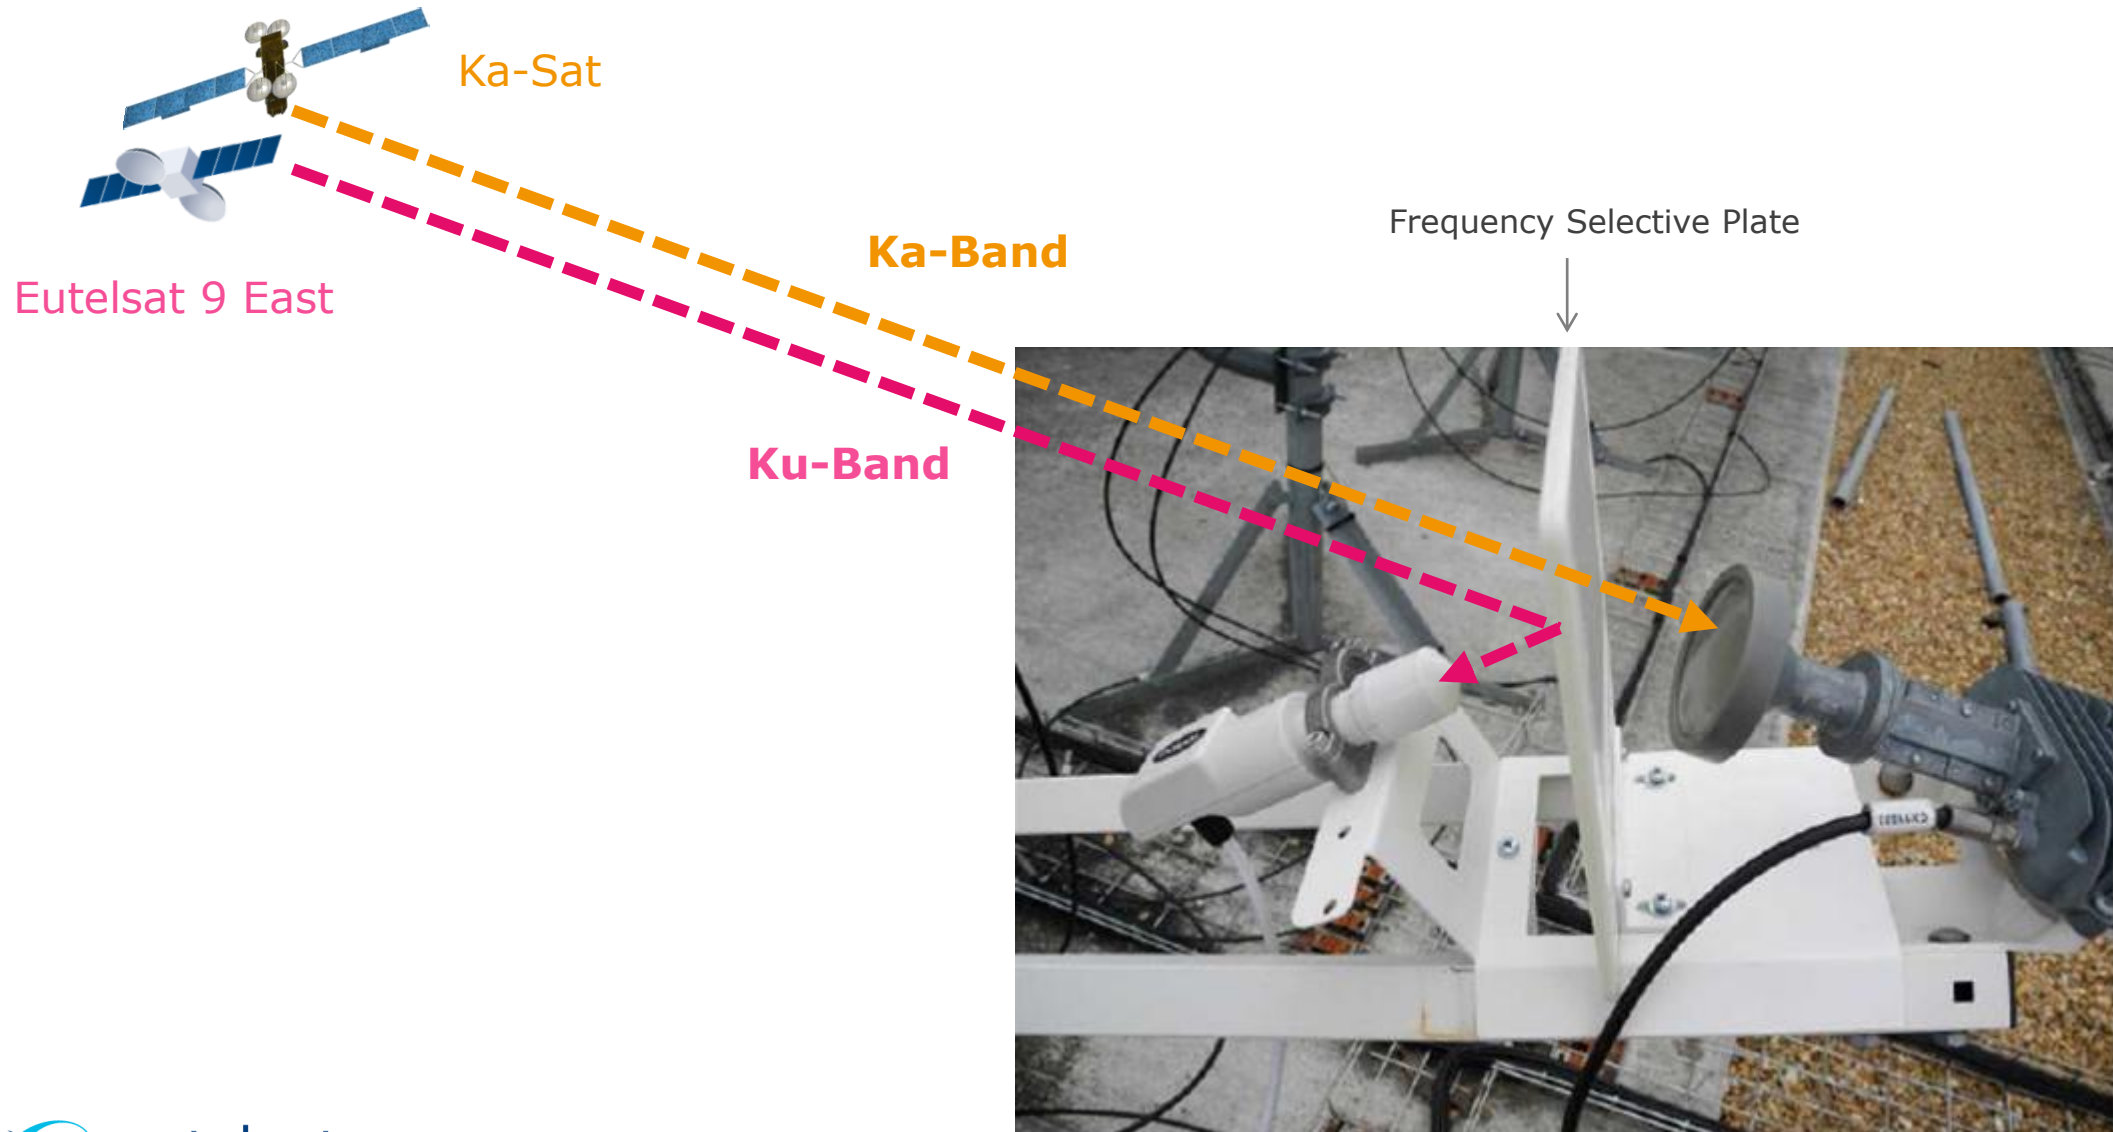 Ka-Sat
Frequency Selective Plate
Ka-Band
Eutelsat 9 East
Ku-Band